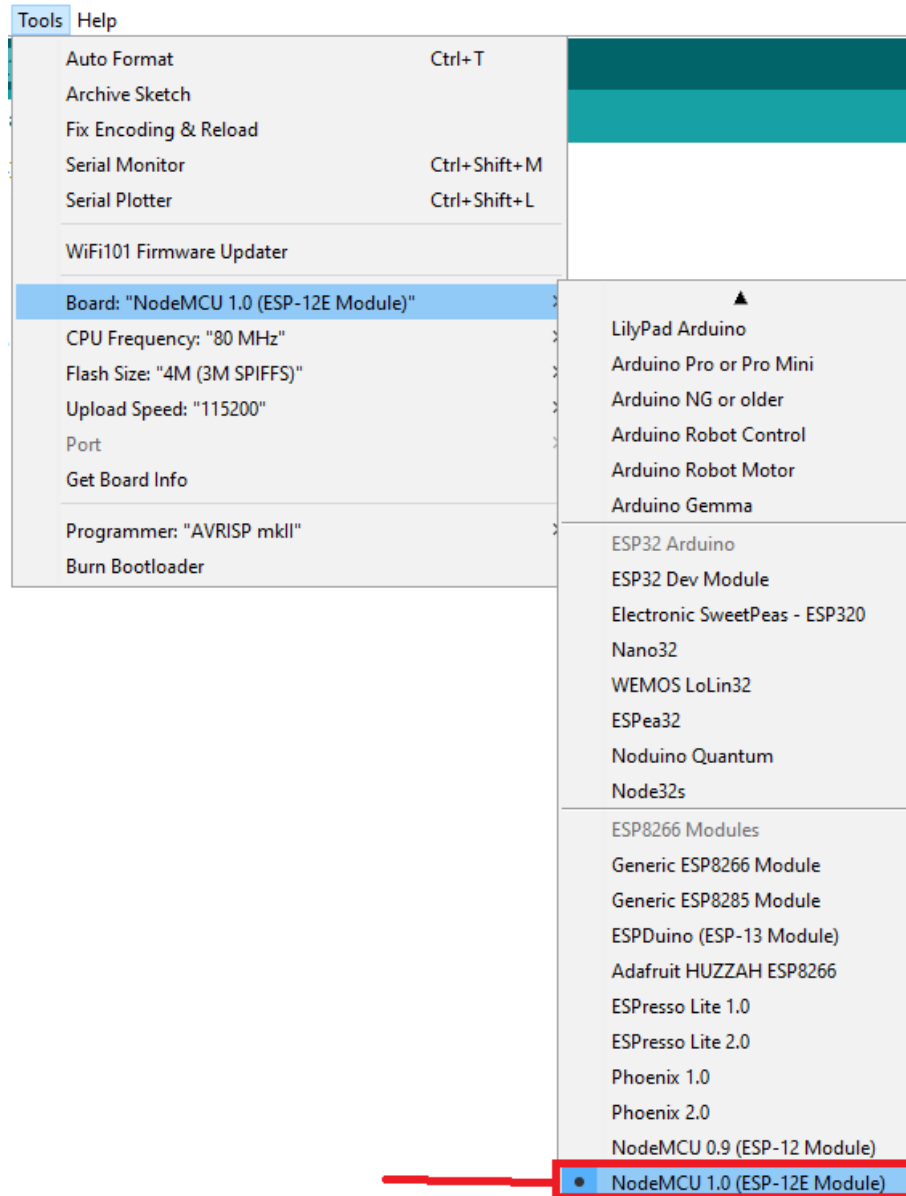 Tools Help
Auto Format Ctrl+T
Archive Sketch
Fix Encoding & Reload
Serial Monitor Ctrl+Shift+M
Serial Plotter Ctrl+Shift+L
WiFi101 Firmware Updater
Board: "NodeMCU 1.0 (ESP-12E Module)"
CPU Frequency: "80 MHz"
Flash Size: "4M (3M SPIFFS)"
Upload Speed: "115200"
Port
Get Board Info
Programmer: "AVRISP mkII"
Burn Bootloader
LilyPad Arduino
Arduino Pro or Pro Mini
Arduino NG or older
Arduino Robot Control
Arduino Robot Motor
Arduino Gemma
ESP32 Arduino
ESP32 Dev Module
Electronic SweetPeas - ESP320
Nano32
WEMOS LoLin32
ESPea32
Noduino Quantum
Node32s
ESP8266 Modules
Generic ESP8266 Module
Generic ESP8285 Module
ESPDuino (ESP-13 Module)
Adafruit HUZZAH ESP8266
ESPresso Lite 1.0
ESPresso Lite 2.0
Phoenix 1.0
Phoenix 2.0
NodeMCU 0.9 (ESP-12 Module)
NodeMCU 1.0 (ESP-12E Module)